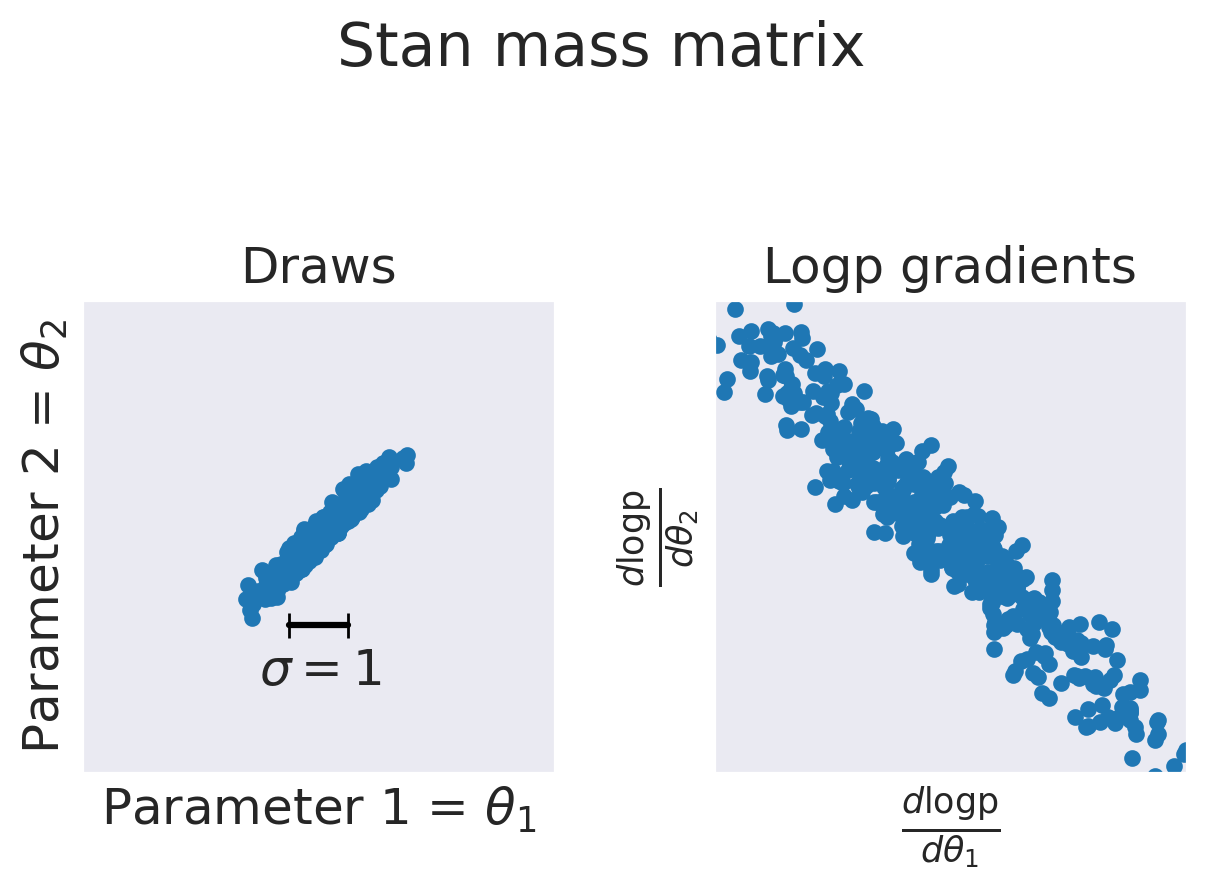 Stan mass matrix
Draws
Logp gradients
Parameter 2 = θ₂
σ = 1
Parameter 1 = θ₁
dlogp
dθ₂
dlogp
dθ₁